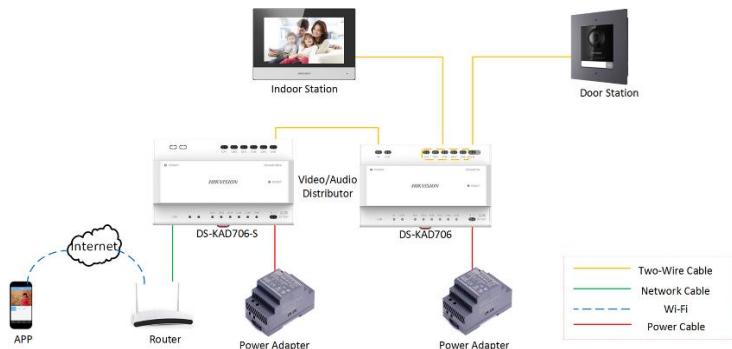 Indoor Station
Door Station
HIKVISION
HIKVISION
Video/Audio
Distributor
DS-KAD706-S
DS-KAD706
Internet
APP
Router
Power Adapter
Power Adapter
Two-Wire Cable
Network Cable
Wi-Fi
Power Cable